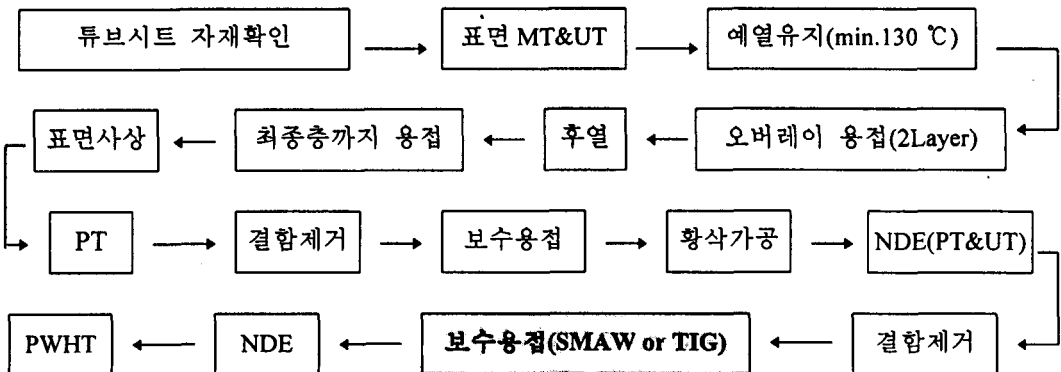 튜브시트 자재확인
표면 MT&UT
예열유지(min.130 ℃)
오버레이 용접(2Layer)
후열
최종층까지 용접
표면사상
PT
결함제거
보수용접
황삭가공
NDE(PT&UT)
결함제거
보수용접(SMAW or TIG)
NDE
PWHT